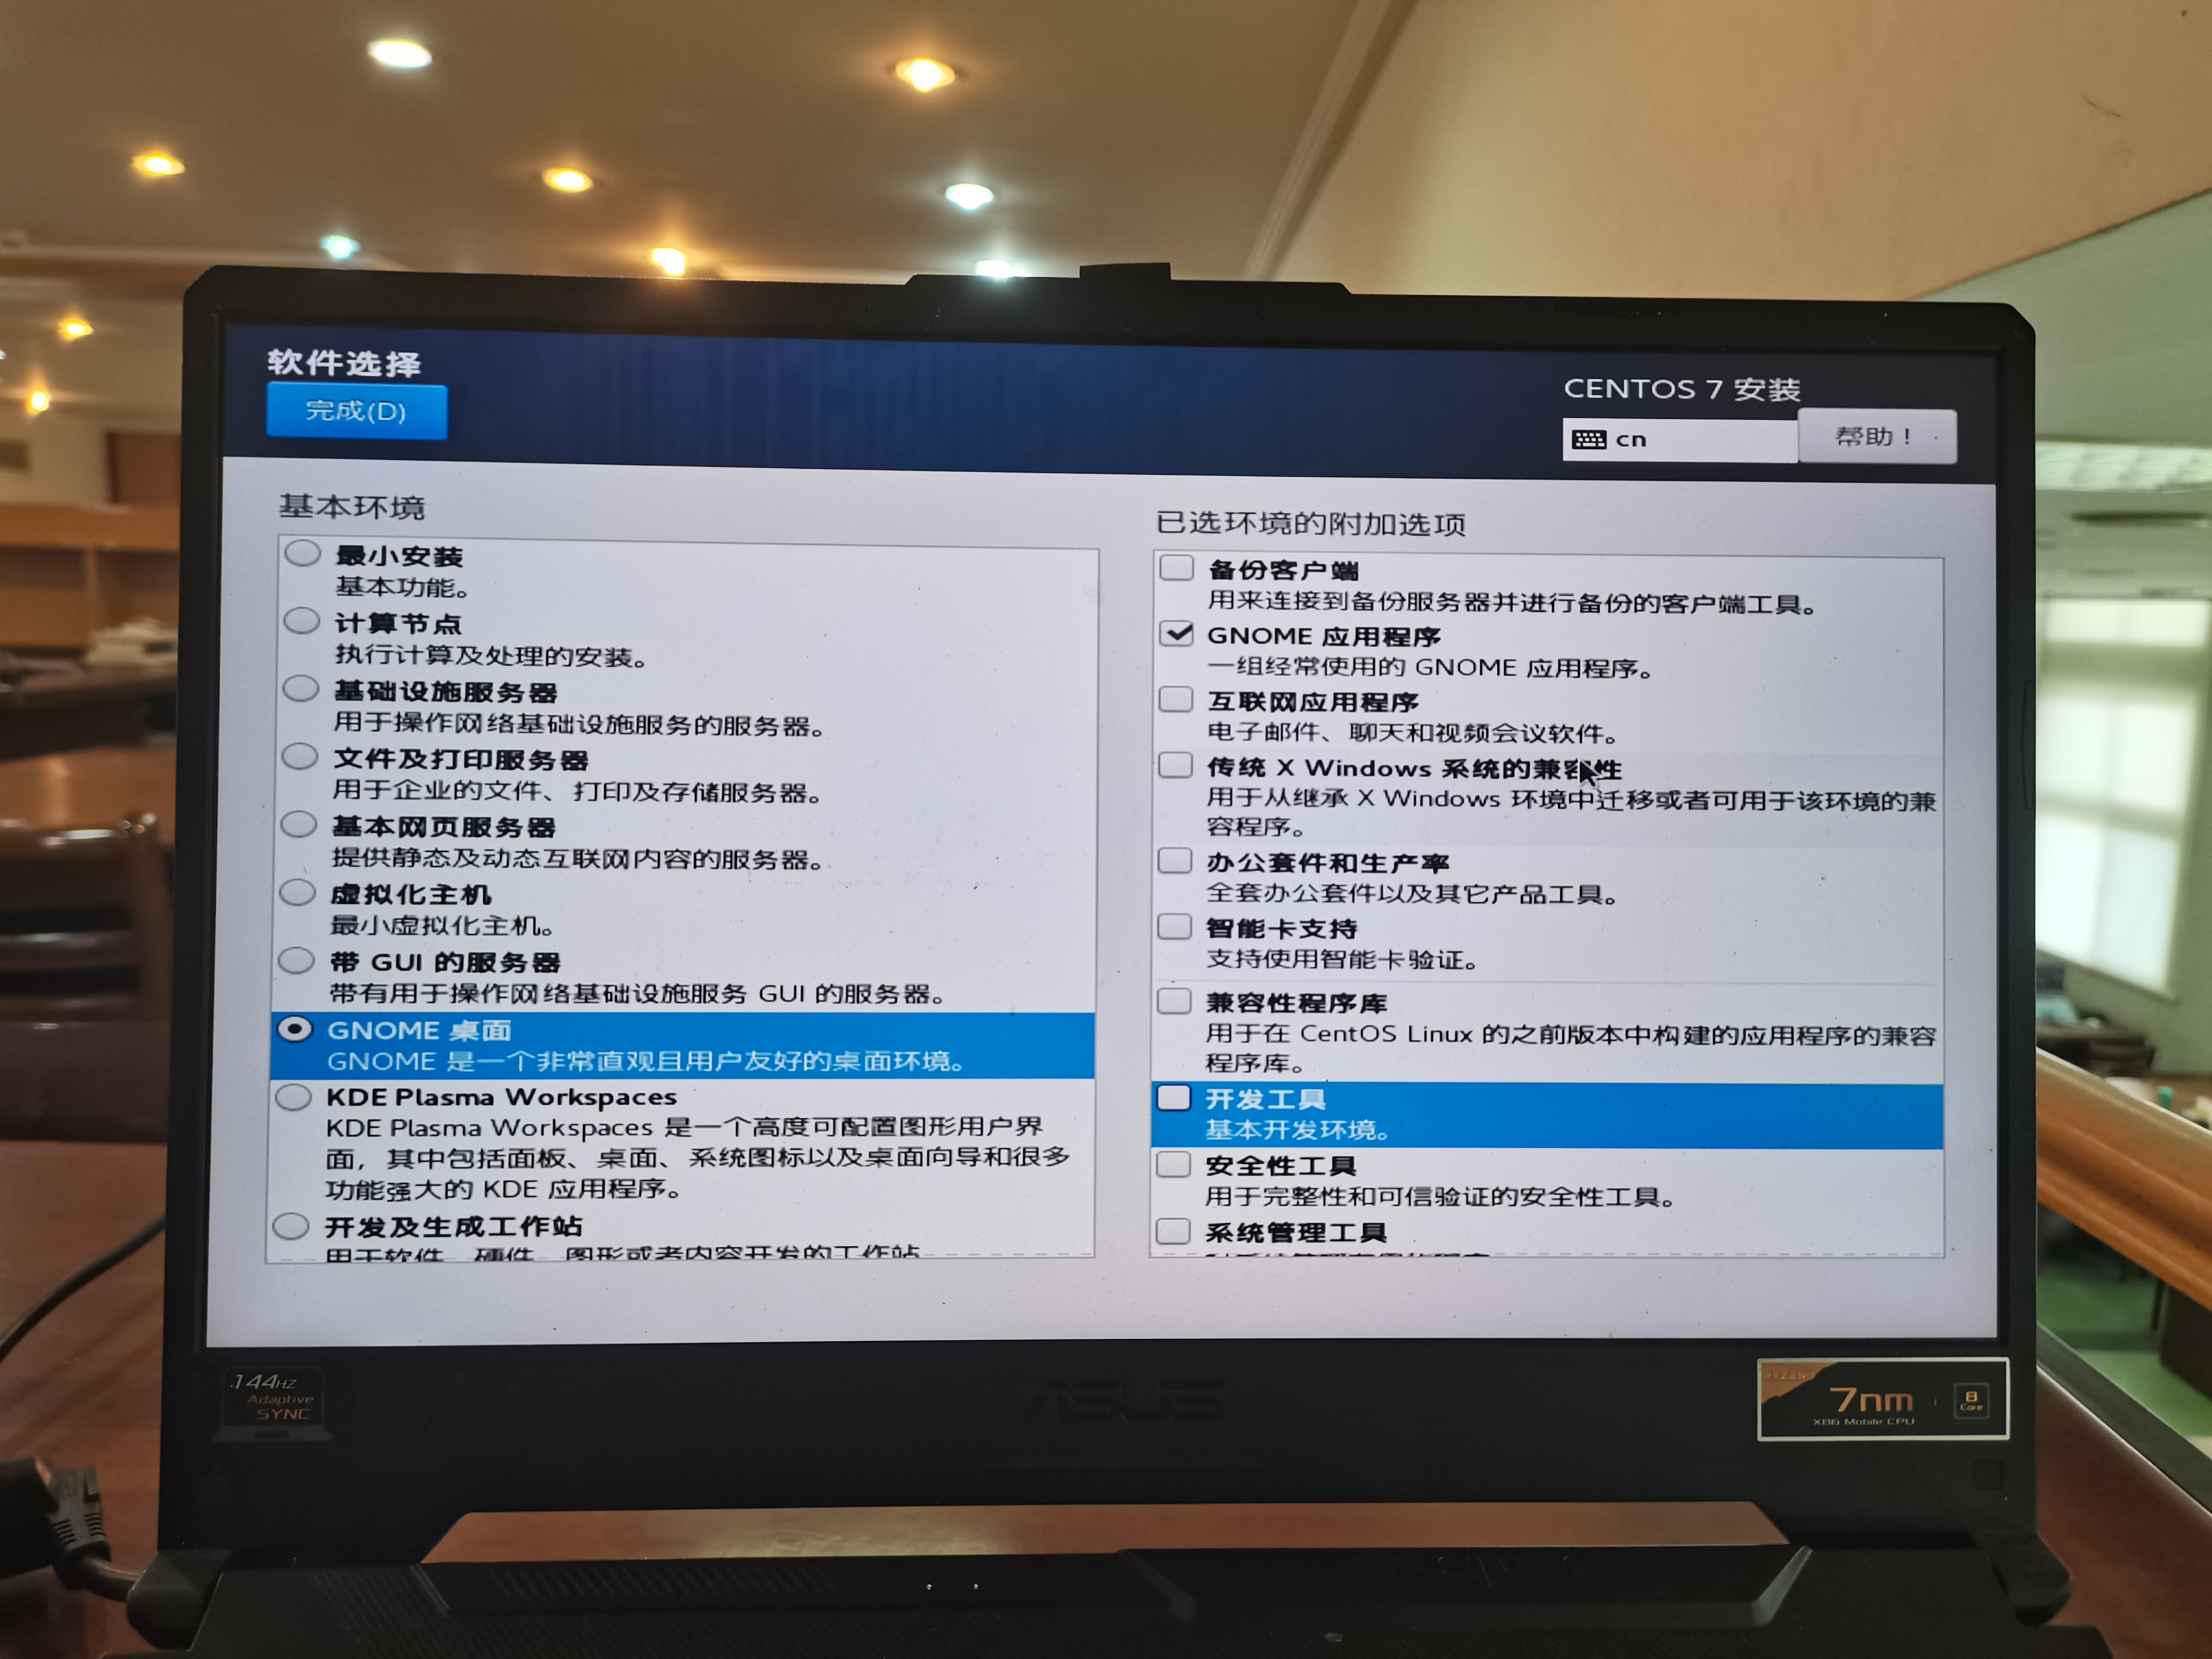 软件选择
完成(D)
CENTOS 7 安装
cn
帮助！
基本环境
最小安装
基本功能。
计算节点
执行计算及处理的安装。
基础设施服务器
用于操作网络基础设施服务的服务器。
文件及打印服务器
用于企业的文件、打印及存储服务器。
基本网页服务器
提供静态及动态互联网内容的服务器。
虚拟化主机
最小虚拟化主机。
带 GUI 的服务器
带有用于操作网络基础设施服务 GUI 的服务器。
GNOME 桌面
GNOME 是一个非常直观且用户友好的桌面环境。
KDE Plasma Workspaces
KDE Plasma Workspaces 是一个高度可配置图形用户界
面，其中包括面板、桌面、系统图标以及桌面向导和很多
功能强大的 KDE 应用程序。
开发及生成工作站
用于软件、硬件、图形或者内容开发的工作站
已选环境的附加选项
备份客户端
用来连接到备份服务器并进行备份的客户端工具。
GNOME 应用程序
一组经常使用的 GNOME 应用程序。
互联网应用程序
电子邮件、聊天和视频会议软件。
传统 X Windows 系统的兼容性
用于从继承 X Windows 环境中迁移或者可用于该环境的兼
容程序。
办公套件和生产率
全套办公套件以及其它产品工具。
智能卡支持
支持使用智能卡验证。
兼容性程序库
用于在 CentOS Linux 的之前版本中构建的应用程序的兼容
程序库。
开发工具
基本开发环境。
安全性工具
用于完整性和可信验证的安全性工具。
系统管理工具
144Hz
Adaptive
SYNC
ASUS
RYZEN
7nm
X86 Mobile CPU
8
Core